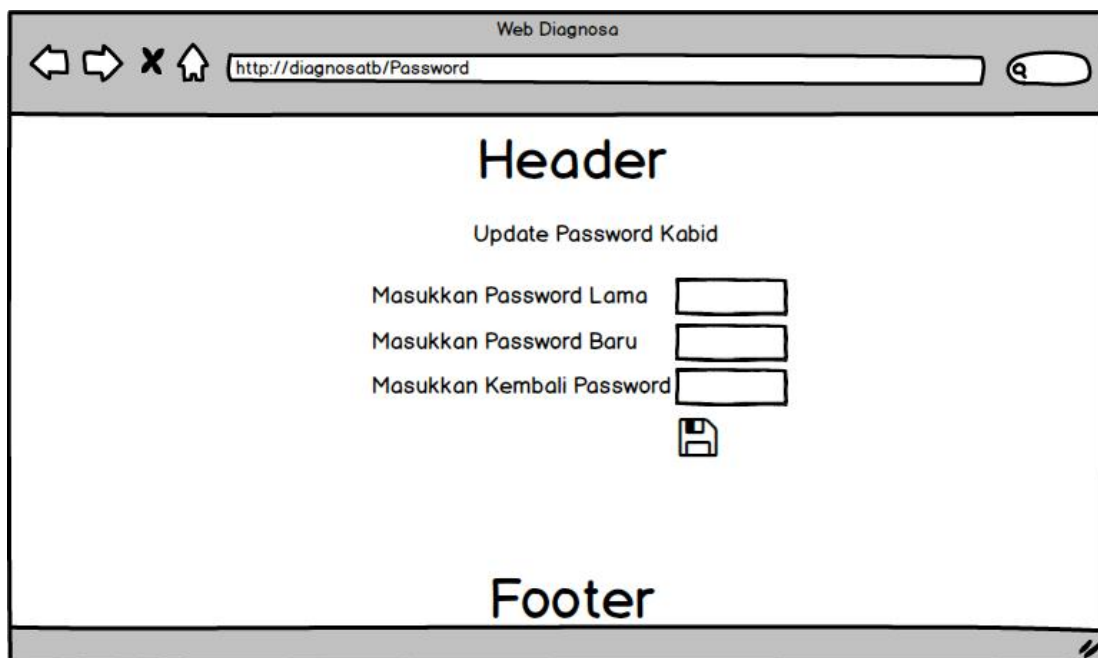 Web Diagnosa
http://diagnosatb/Password
Header
Update Password Kabid
Masukkan Password Lama
Masukkan Password Baru
Masukkan Kembali Password
Footer